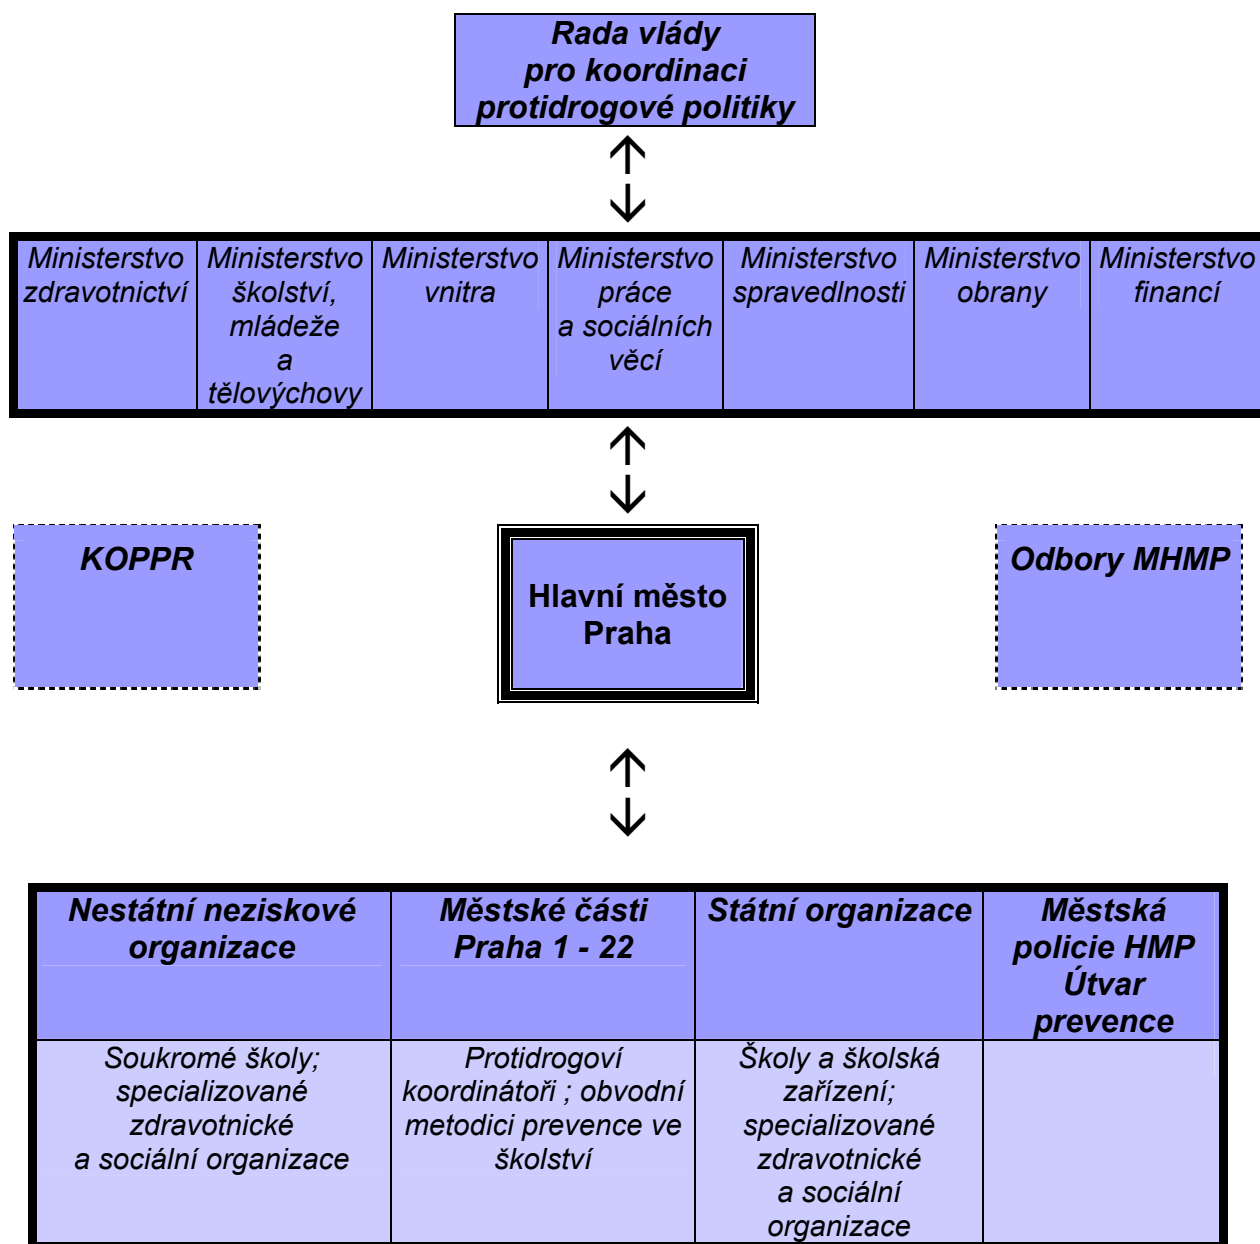 Rada vlády
pro koordinaci
protidrogové politiky
Ministerstvo
zdravotnictví
Ministerstvo
školství,
mládeže
a
tělovýchovy
Ministerstvo
vnitra
Ministerstvo
práce
a sociálních
věcí
Ministerstvo
spravedlnosti
Ministerstvo
obrany
Ministerstvo
financí
KOPPR
Hlavní město
Praha
Odbory MHMP
Nestátní neziskové
organizace
Městské části
Praha 1 - 22
Státní organizace
Městská
policie HMP
Útvar
prevence
Soukromé školy;
specializované
zdravotnické
a sociální organizace
Protidrogoví
koordinátoři ; obvodní
metodici prevence ve
školství
Školy a školská
zařízení;
specializované
zdravotnické
a sociální
organizace